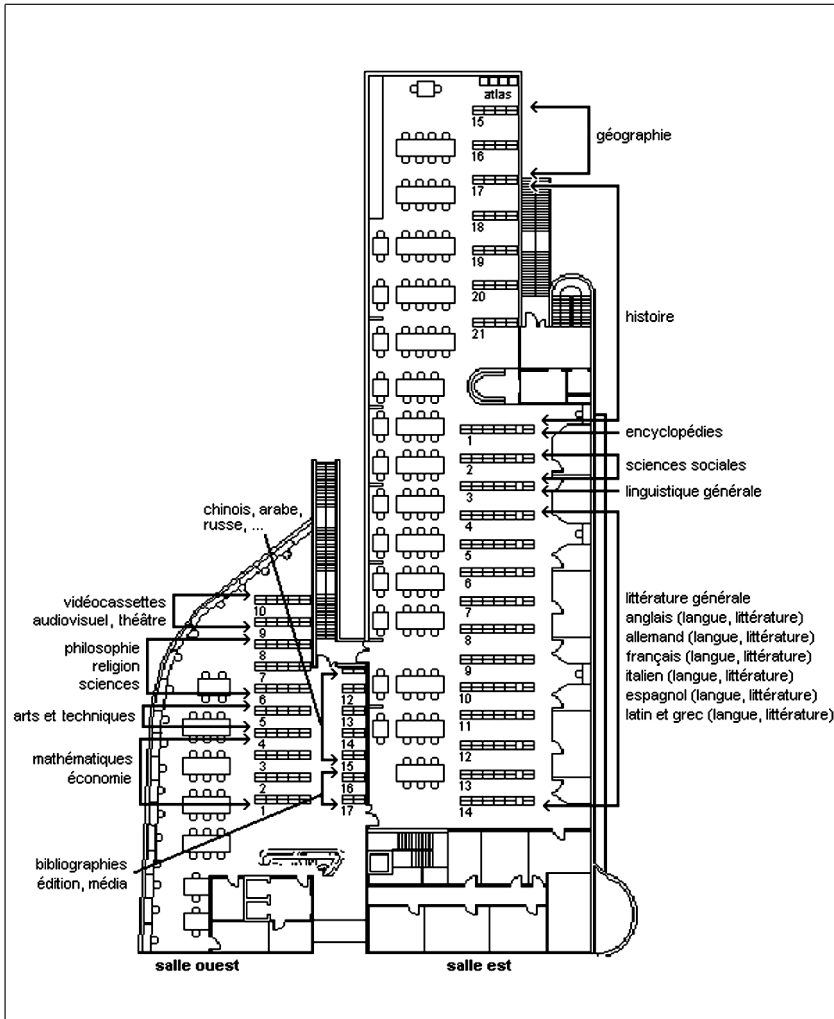 atlas
15
géographie
16
17
18
19
20
histoire
21
1
encyclopédies
2
sciences sociales
3
linguistique générale
4
5
6
7
8
9
10
11
12
13
14
littérature générale
anglais (langue, littérature)
allemand (langue, littérature)
français (langue, littérature)
italien (langue, littérature)
espagnol (langue, littérature)
latin et grec (langue, littérature)
chinois, arabe,
russe, ...
vidéocassettes
audiovisuel, théâtre
philosophie
religion
sciences
arts et techniques
mathématiques
économie
bibliographies
édition, média
10
9
8
7
6
5
4
3
2
1
12
13
14
15
16
17
salle ouest
salle est